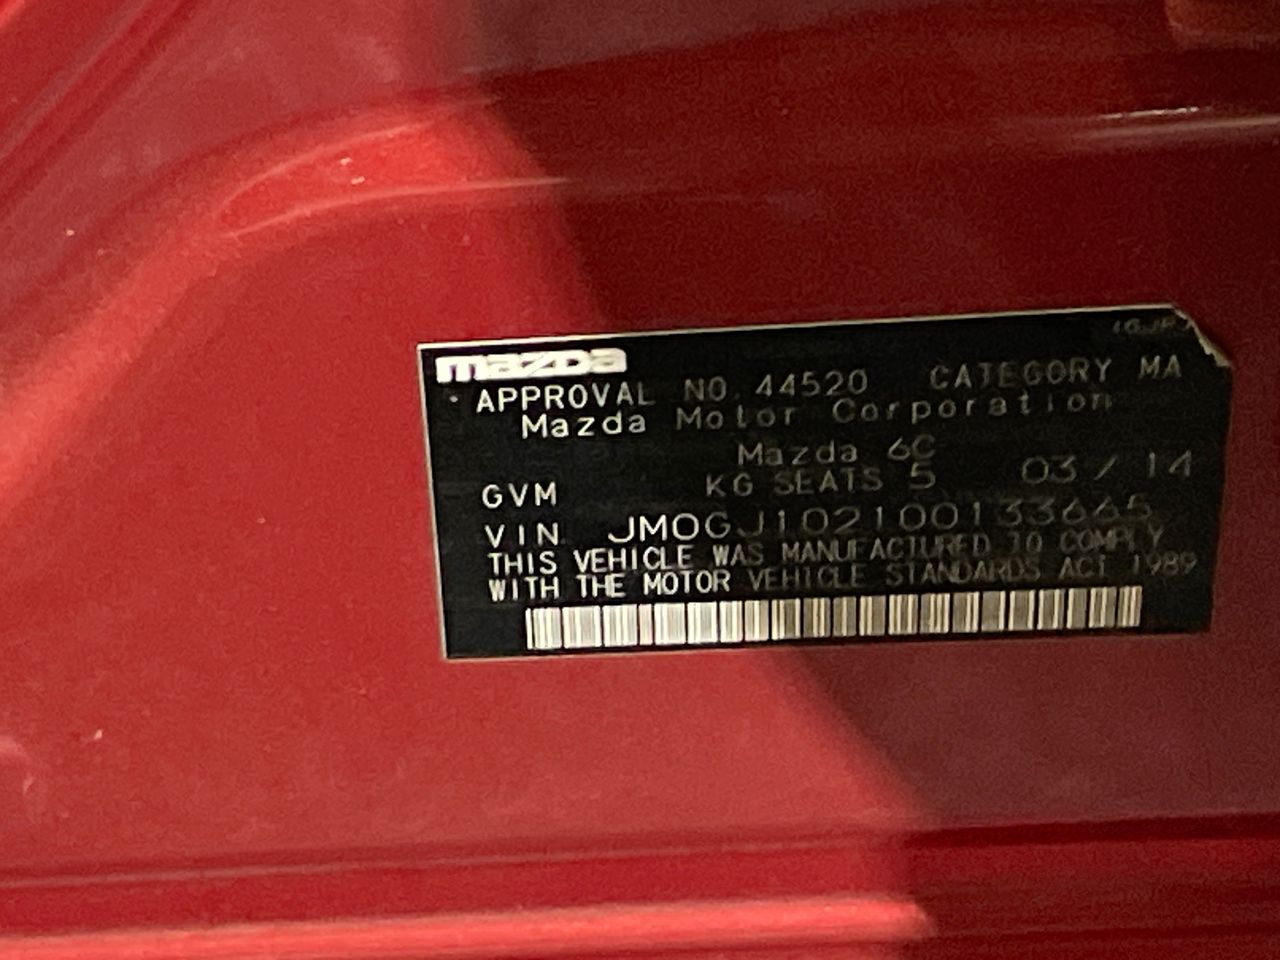 mazda
APPROVAL NO. 44520 CATEGORY MA
Mazda Motor Corporation
Mazda 6C
GVM KG SEATS 5 03/14
VIN JM0GJ102100133665
THIS VEHICLE WAS MANUFACTURED TO COMPLY
WITH THE MOTOR VEHICLE STANDARDS ACT 1989